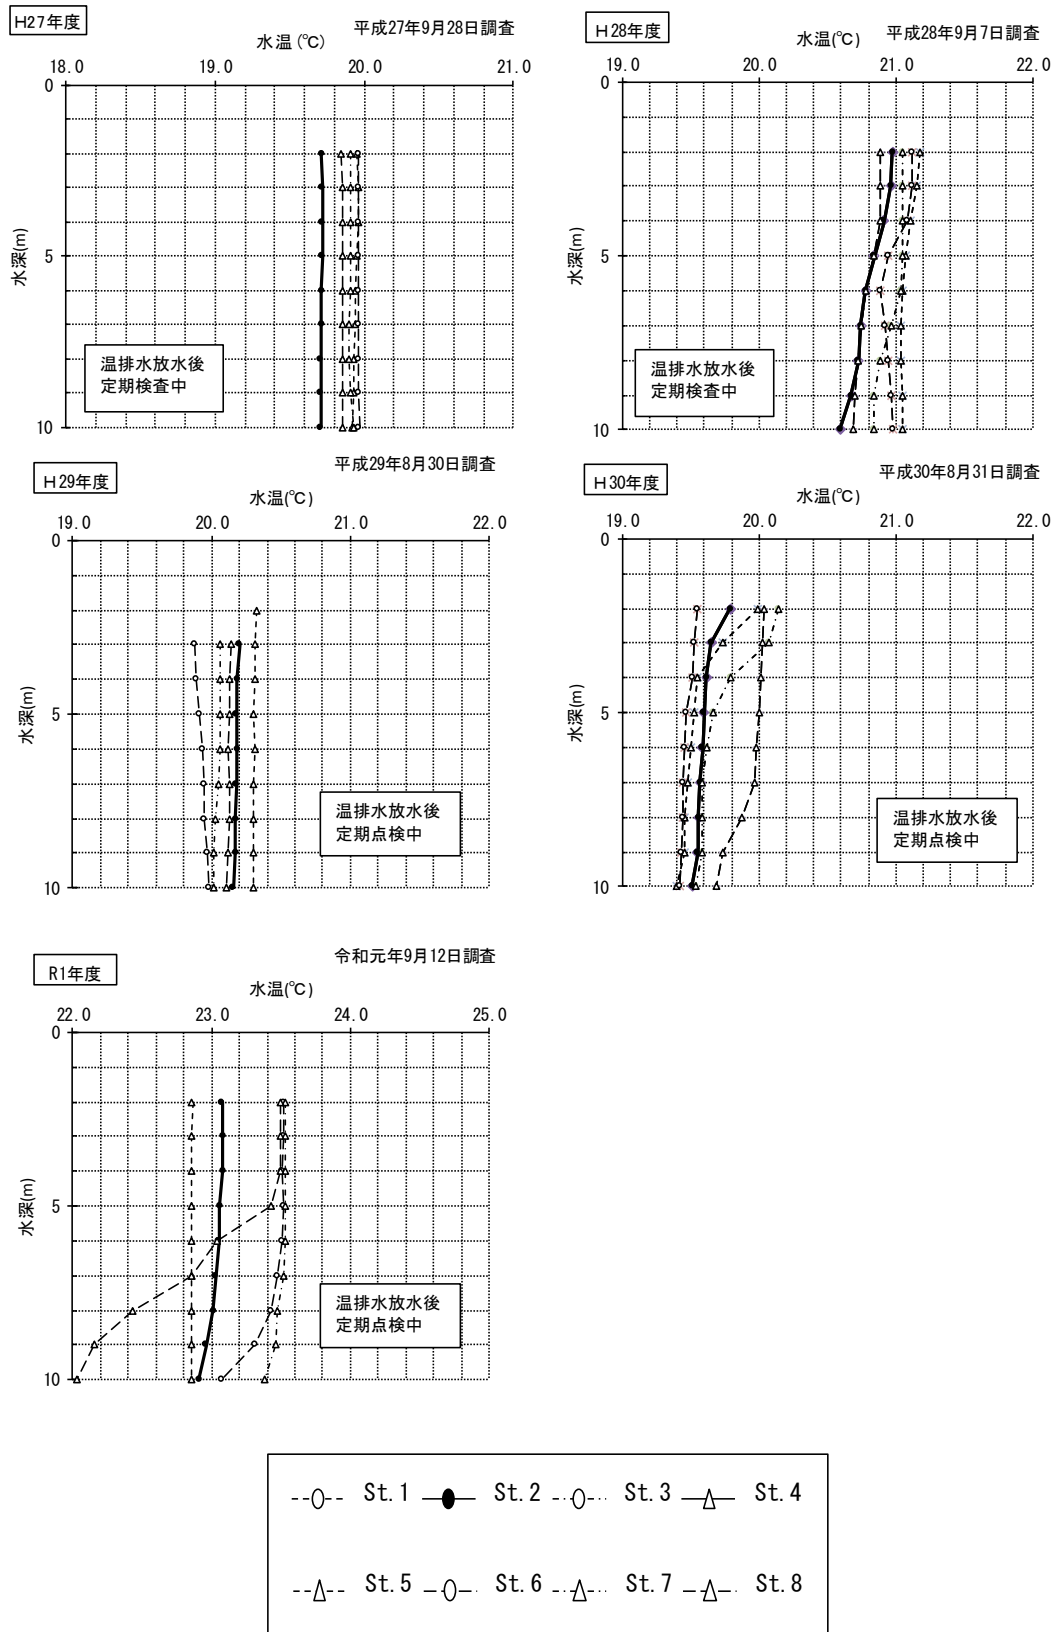 H27年度
平成27年9月28日調査
水温(℃)
18.0 19.0 20.0 21.0
0
5
10
水深(m)
温排水放水後
定期検査中
H28年度
平成28年9月7日調査
水温(℃)
19.0 20.0 21.0 22.0
0
5
10
水深(m)
温排水放水後
定期検査中
H29年度
平成29年8月30日調査
水温(℃)
19.0 20.0 21.0 22.0
0
5
10
水深(m)
温排水放水後
定期点検中
H30年度
平成30年8月31日調査
水温(℃)
19.0 20.0 21.0 22.0
0
5
10
水深(m)
温排水放水後
定期点検中
R1年度
令和元年9月12日調査
水温(℃)
22.0 23.0 24.0 25.0
0
5
10
水深(m)
温排水放水後
定期点検中
St.1 St.2 St.3 St.4
St.5 St.6 St.7 St.8